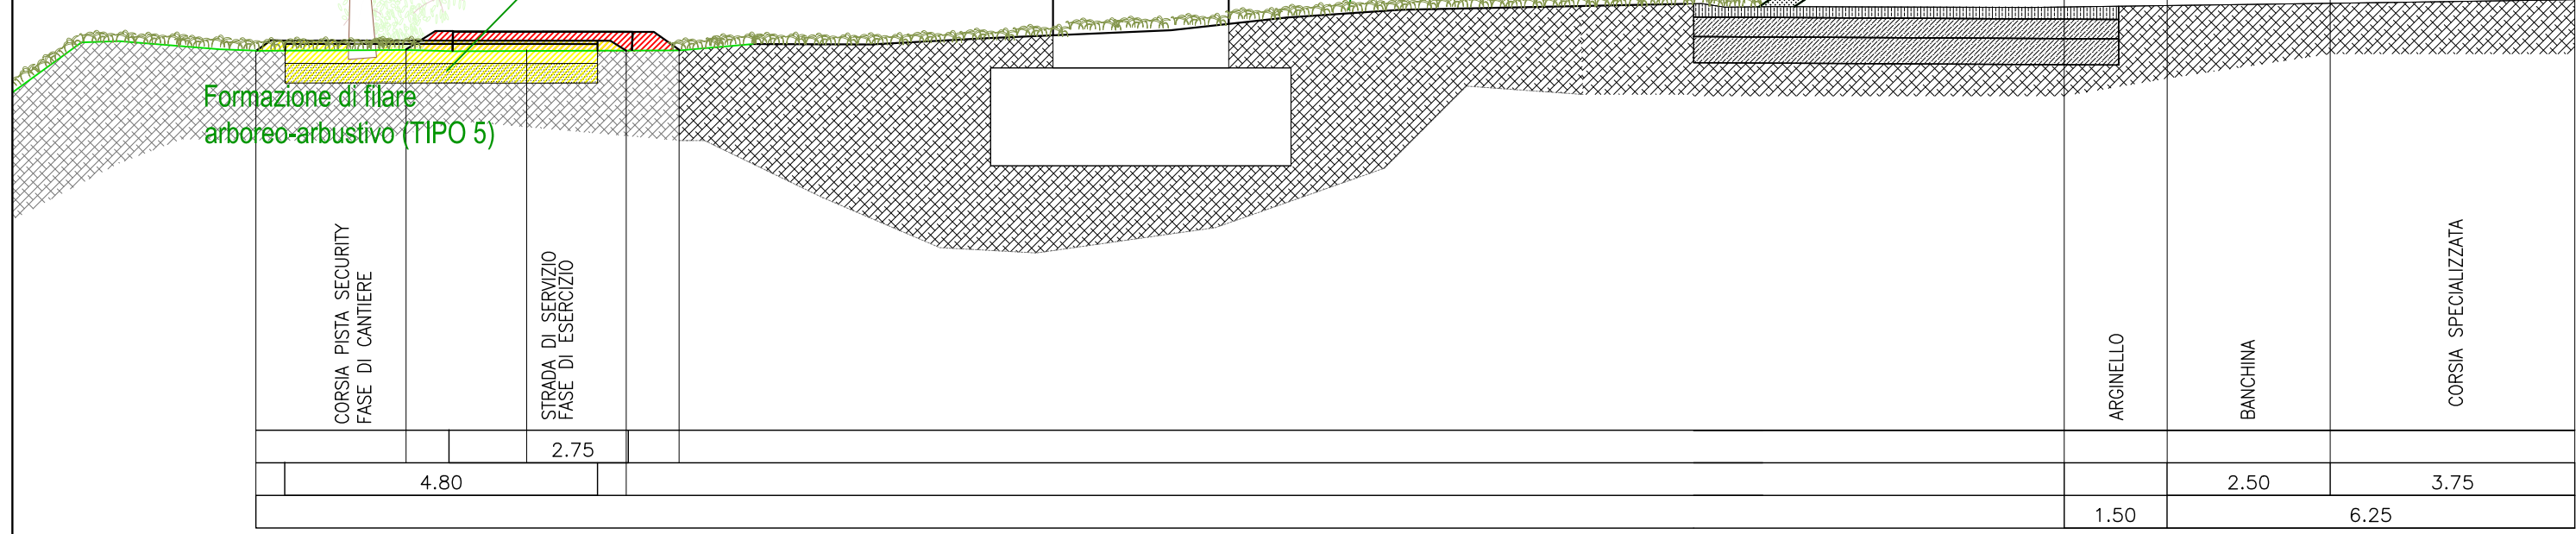 Formazione di filare
arboreo-arbustivo (TIPO 5)
CORSIA PISTA SECURITY
FASE DI CANTIERE
STRADA DI SERVIZIO
FASE DI ESERCIZIO
ARGINELLO
BANCHINA
CORSIA SPECIALIZZATA
2.75
4.80
2.50
3.75
1.50
6.25